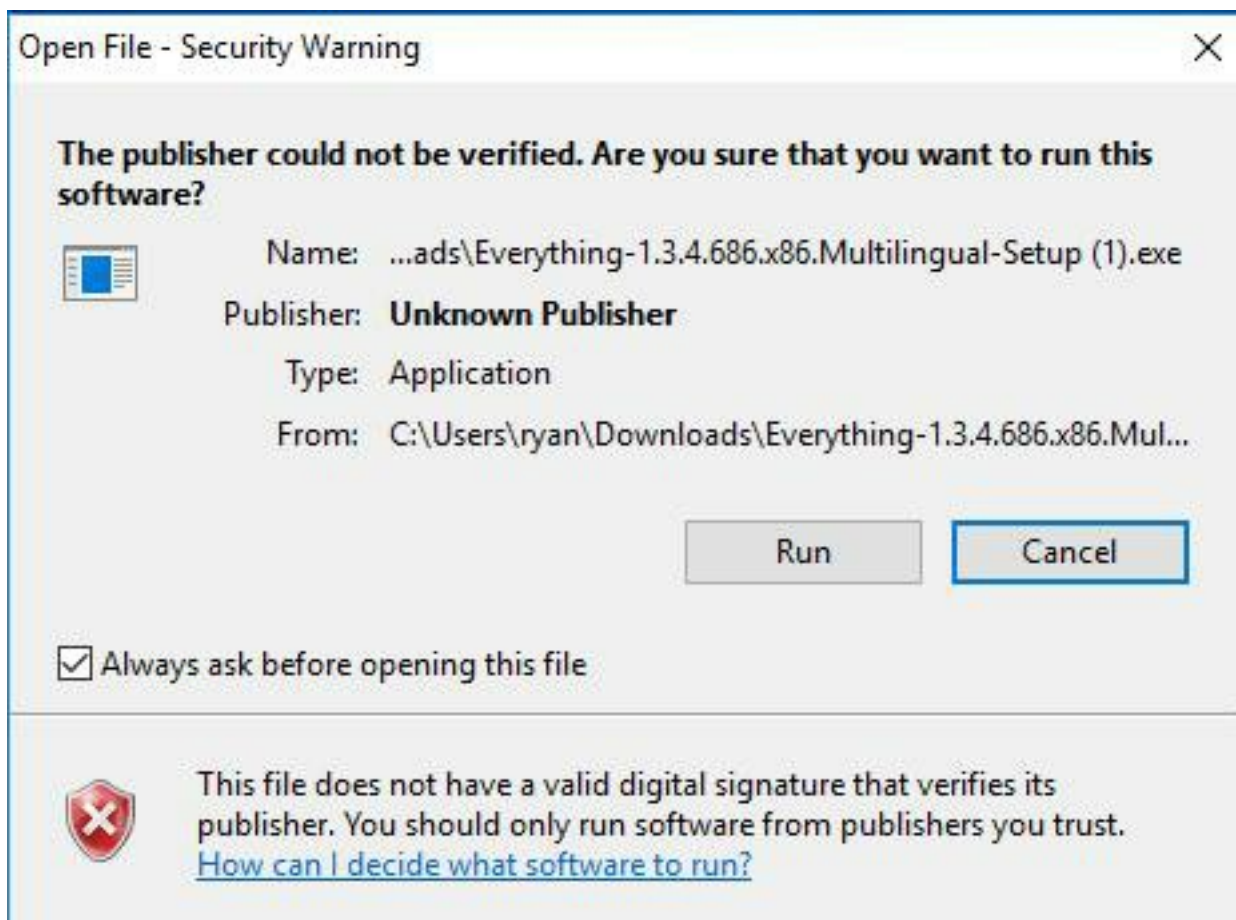 Open File - Security Warning
The publisher could not be verified. Are you sure that you want to run this
software?
Name: ...ads\Everything-1.3.4.686.x86.Multilingual-Setup (1).exe
Publisher: Unknown Publisher
Type: Application
From: C:\Users\ryan\Downloads\Everything-1.3.4.686.x86.Mul...
Run Cancel
Always ask before opening this file
This file does not have a valid digital signature that verifies its
publisher. You should only run software from publishers you trust.
How can I decide what software to run?